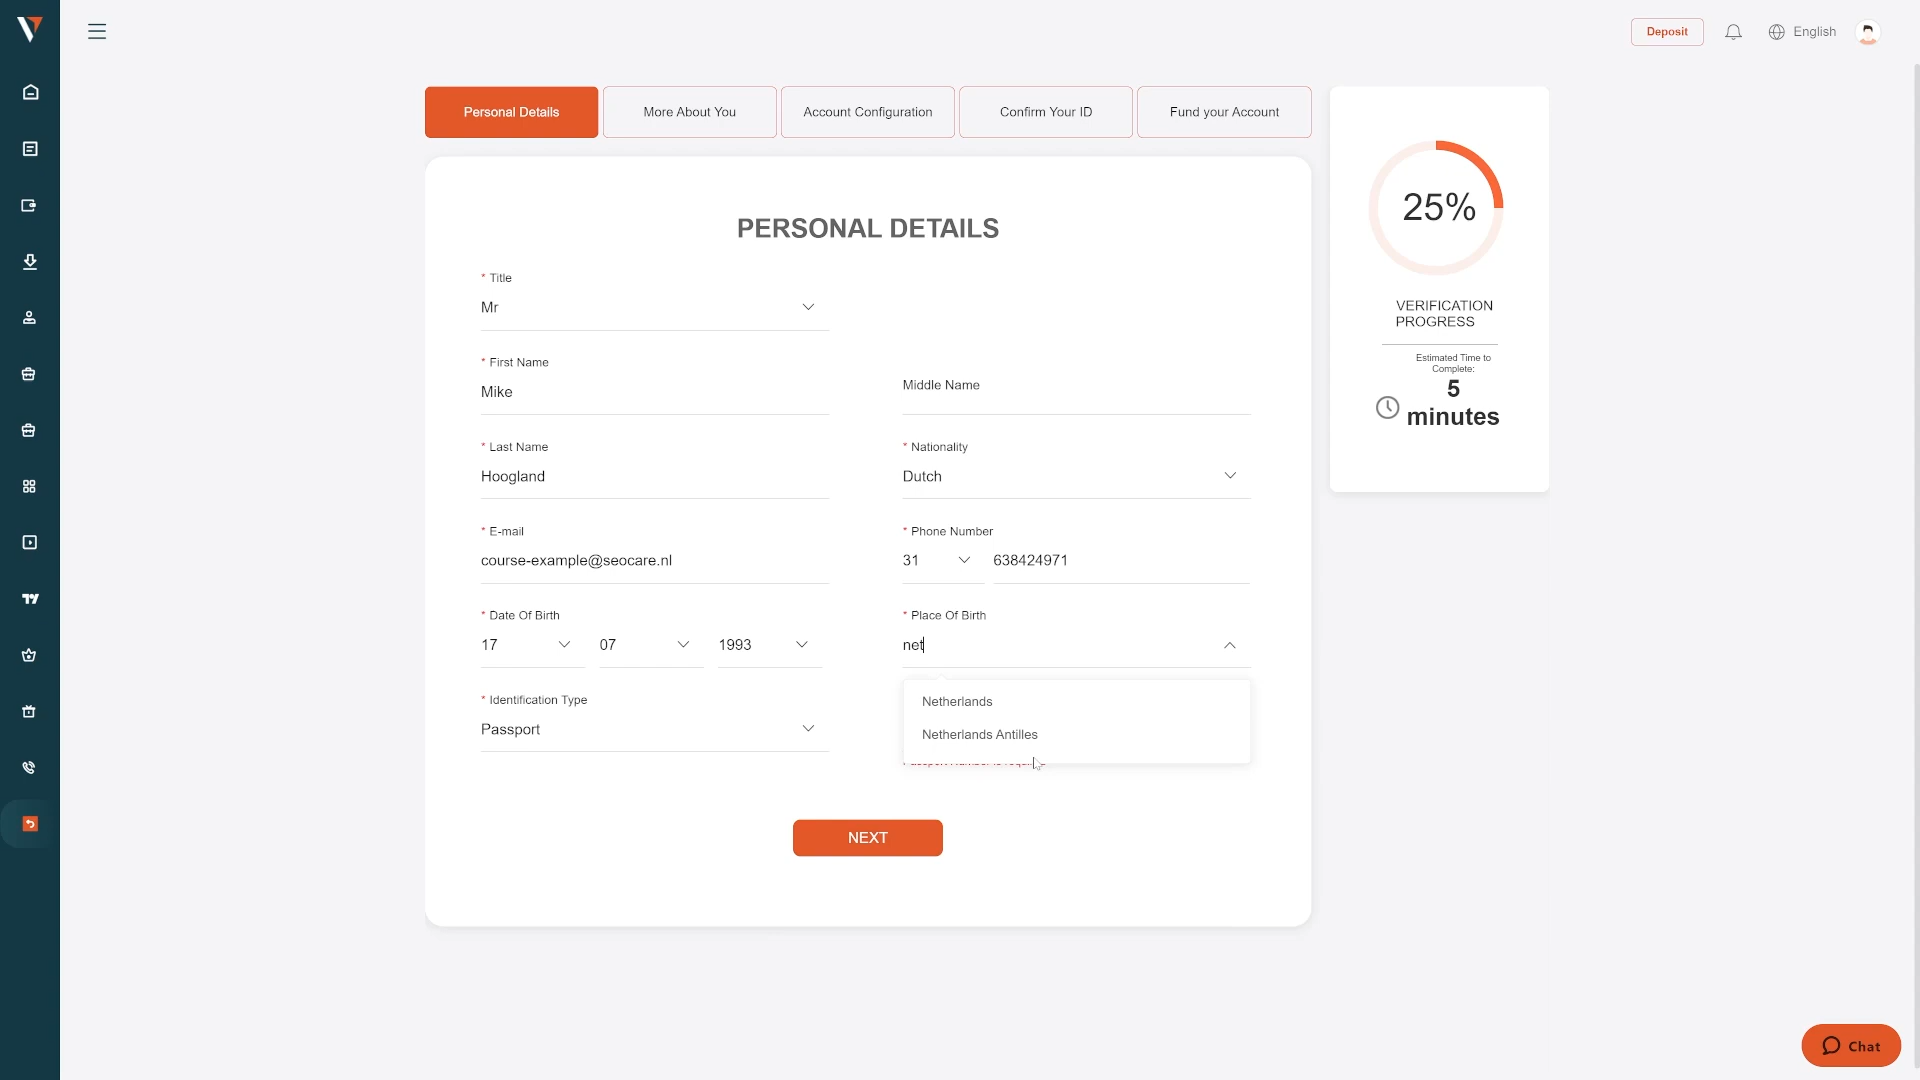 Deposit
English
Personal Details
More About You
Account Configuration
Confirm Your ID
Fund your Account
25%
VERIFICATION
PROGRESS
Estimated Time to
Complete:
5
minutes
PERSONAL DETAILS
* Title
Mr
* First Name
Mike
Middle Name
* Last Name
Hoogland
* Nationality
Dutch
* E-mail
course-example@seocare.nl
* Phone Number
31
638424971
* Date Of Birth
17
07
1993
* Place Of Birth
net
Netherlands
Netherlands Antilles
* Identification Type
Passport
NEXT
Chat